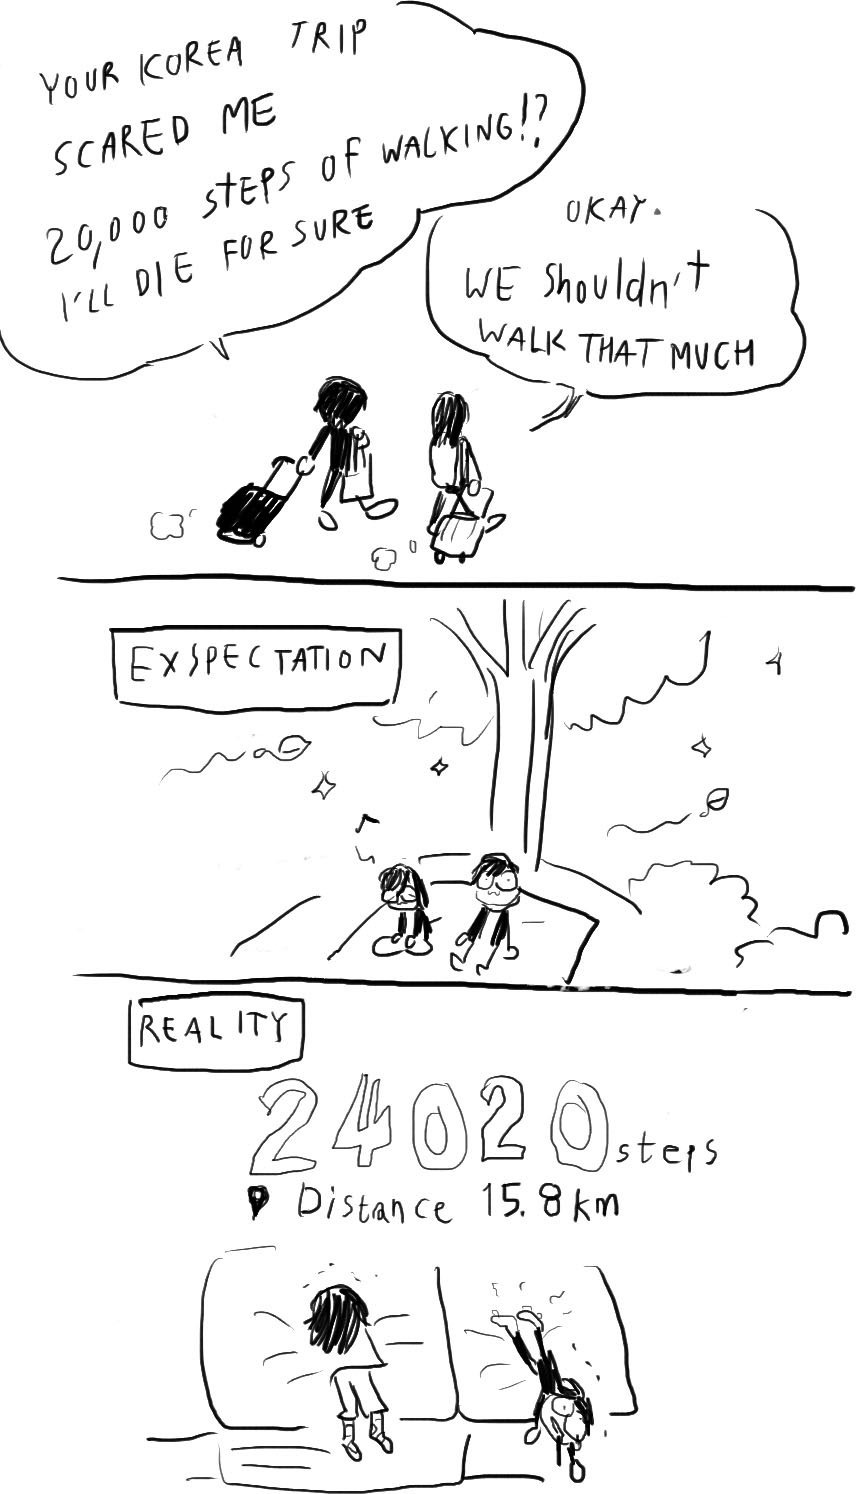 YOUR KOREA TRIP
SCARED ME
20,000 STEPS OF WALKING!?
I'LL DIE FOR SURE
OKAY.
WE Shouldn't
WALK THAT MUCH
EXSPECTATION
REALITY
24020 steps
Distance 15.8km